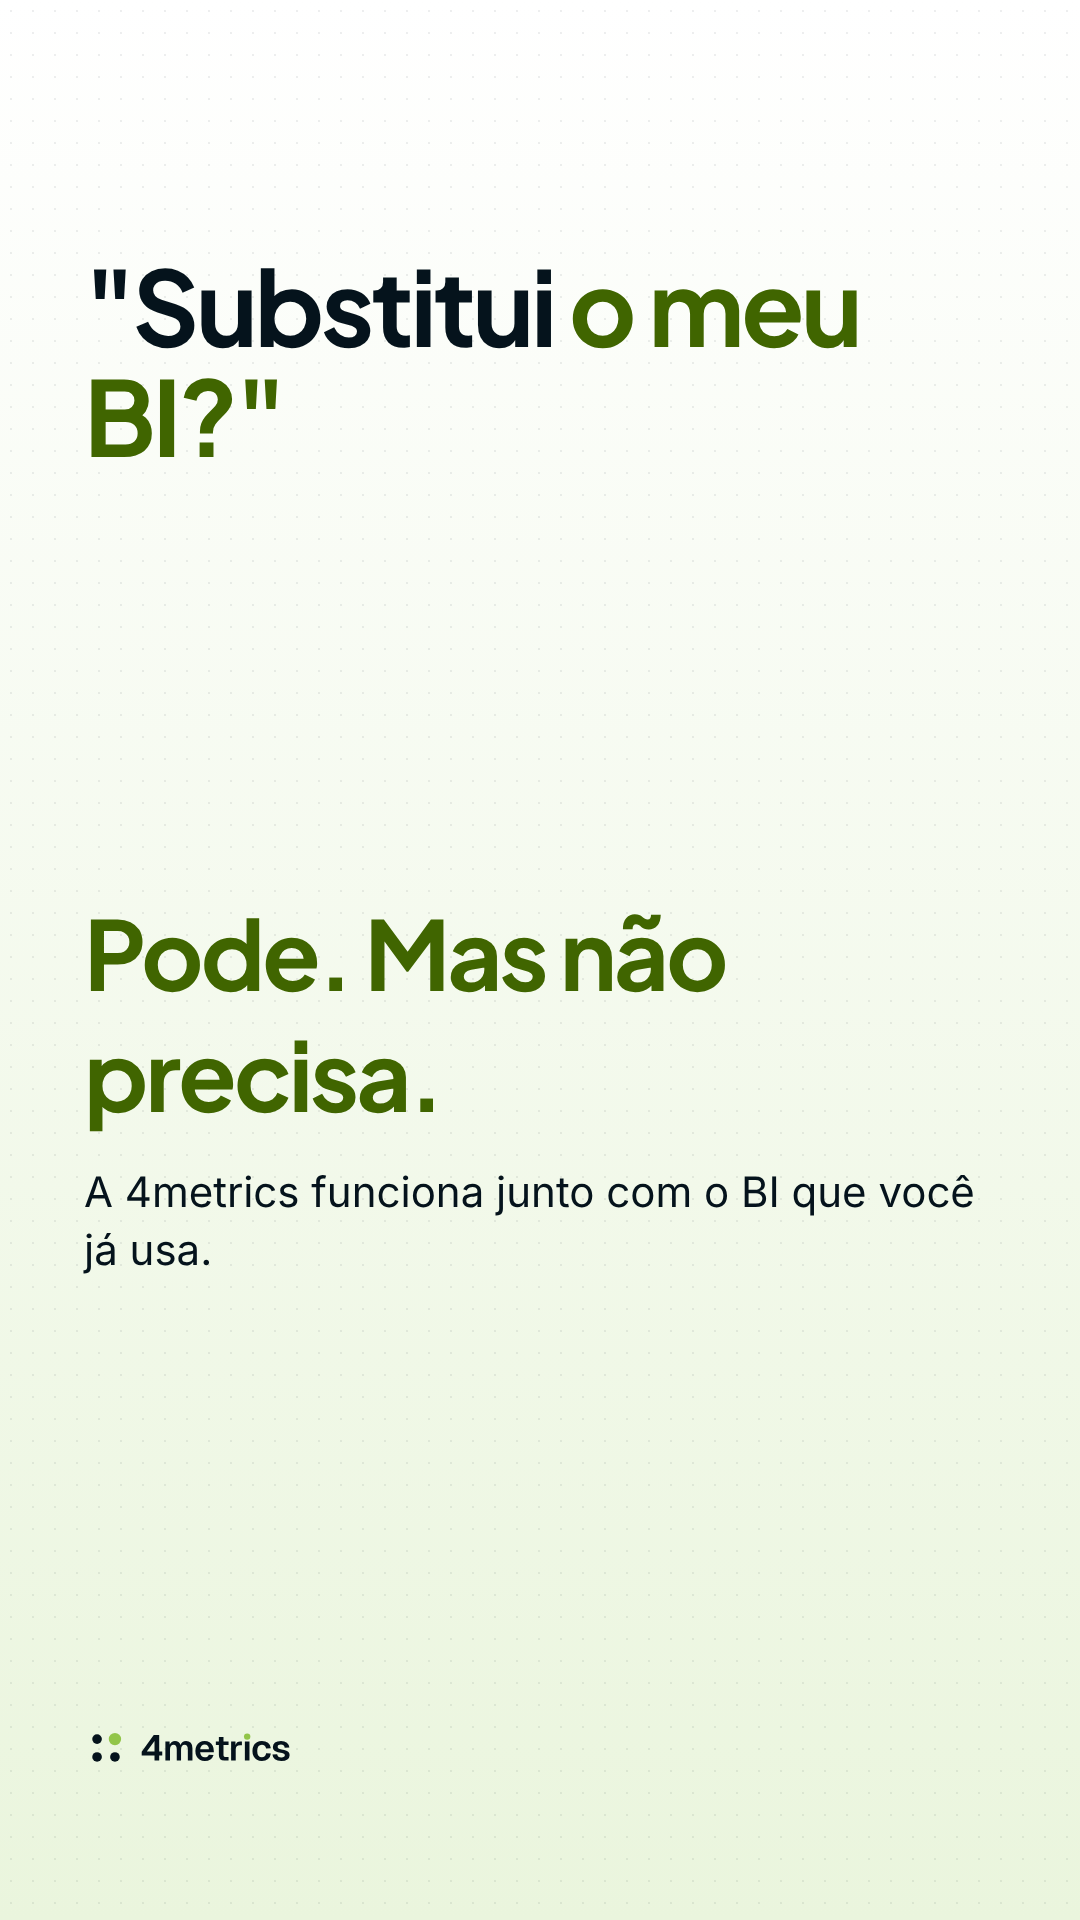 "Substitui o meu
BI?"
Pode. Mas não
precisa.
A 4metrics funciona junto com o BI que você
já usa.
4metrics